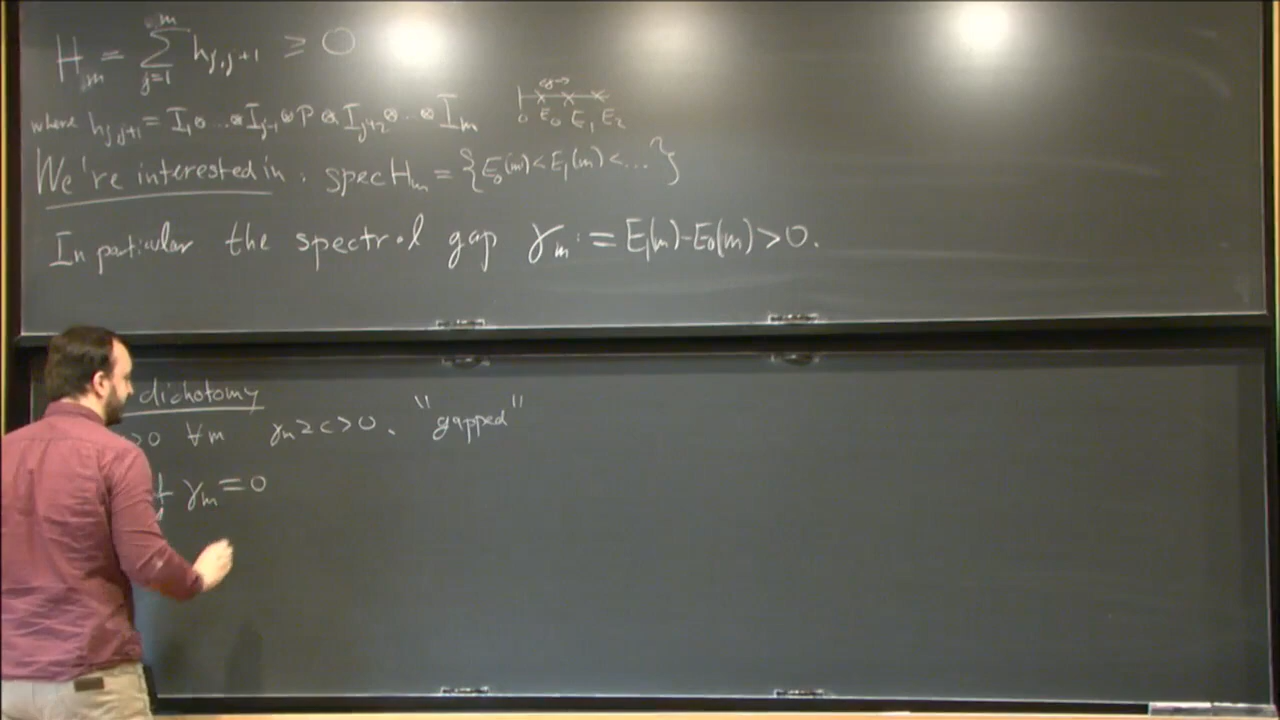 H_m = \sum_{j=1}^{m} h_{j,j+1} ≥ 0
0 E_0 E_1 E_2
where h_{j,j+1} = I_1 ⊗ ... ⊗ I_{j-1} ⊗ P ⊗ I_{j+2} ⊗ ... ⊗ I_m
We're interested in: spec H_m = {E_0(m) < E_1(m) < ...}
In particular the spectral gap γ_m := E_1(m) - E_0(m) > 0.
dichotomy
>0 ∀m γ_m ≥ c > 0. "gapped"
γ_m = 0